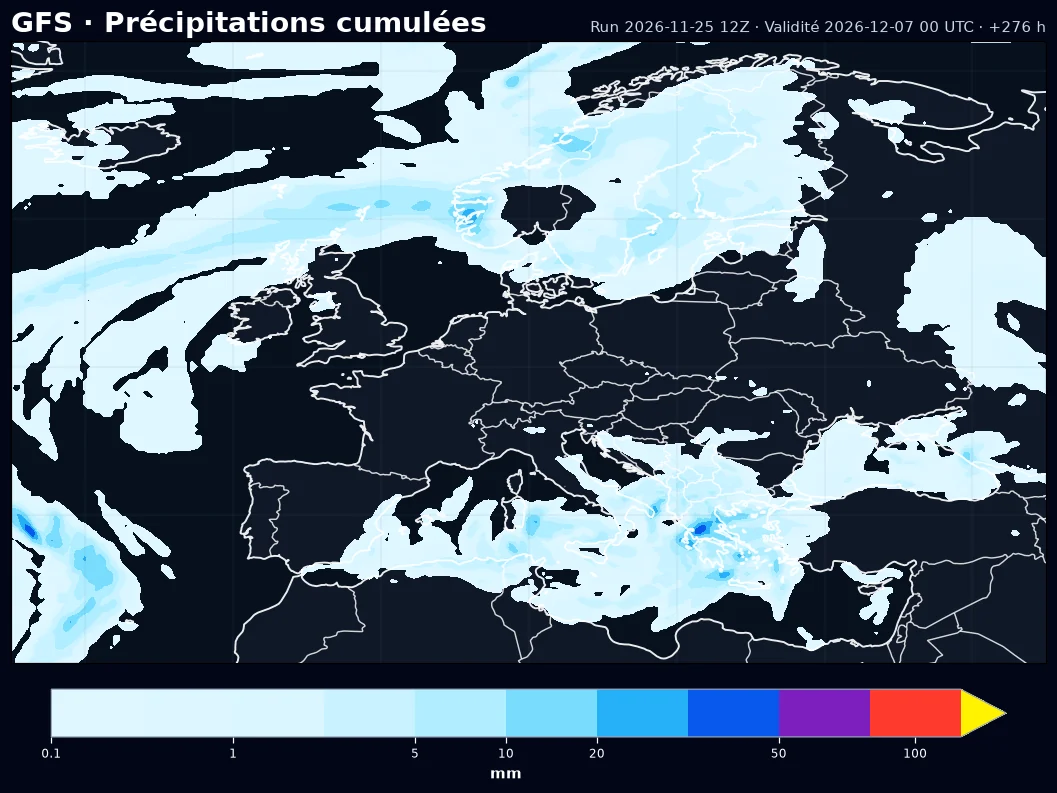 GFS · Précipitations cumulées
Run 2026-11-25 12Z · Validité 2026-12-07 00 UTC · +276 h
0.1 1 5 10 20 50 100
mm